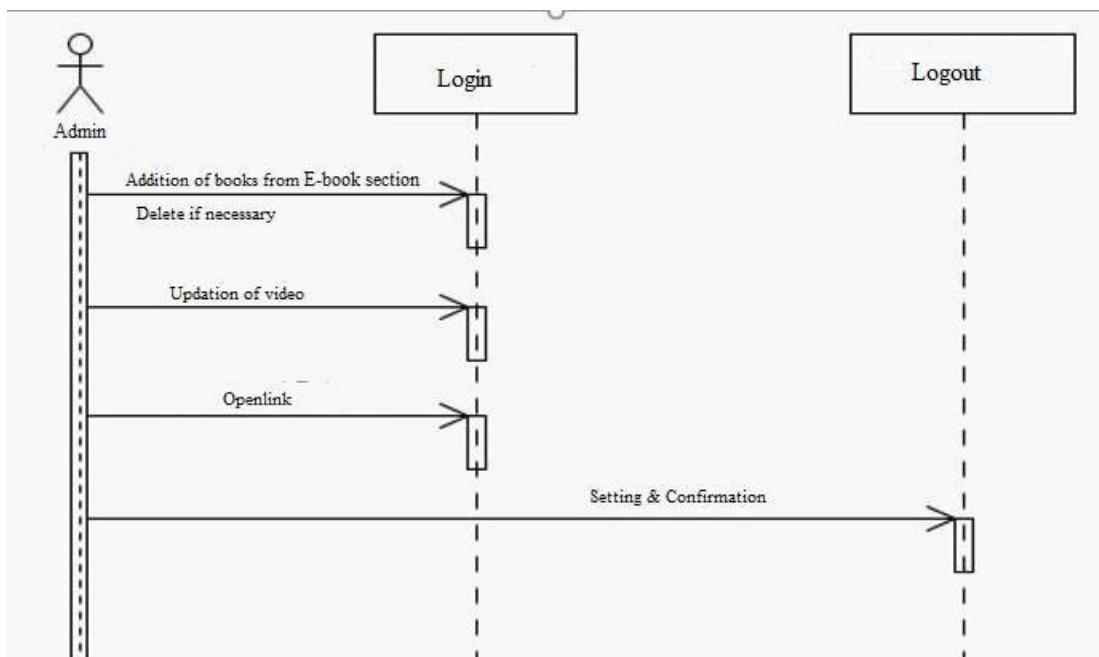 Login
Logout
Admin
Addition of books from E-book section
Delete if necessary
Updation of video
Openlink
Setting & Confirmation